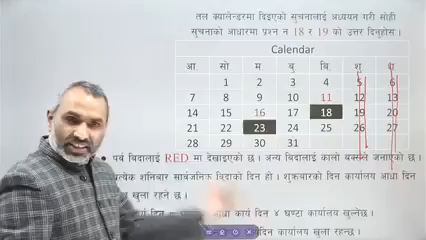 तल क्यालेन्डरमा दिइएको सूचनालाई अध्ययन गरी सोही
सूचनाको आधारमा प्रश्न न 18 र 19 को उत्तर दिनुहोस।
Calendar
आ. सो म बु बि. शु श
1 2 3 4 5 6
7 8 9 10 11 12 13
14 15 16 17 18 19 20
21 22 23 24 25 26 27
28 29 30 31
पर्व बिदालाई RED मा देखाइएको छ। अन्य बिदालाई कालो बक्सले जनाएको छ।
प्रत्येक शनिबार सार्वजनिक बिदाको दिन हो। शुक्रबारको दिन कार्यालय आधा दिन
खुला रहने छ।
दिन आधा कार्य दिन ४ घण्टा कार्यालय खुल्नेछ।
दिन कार्यालय खुला रहन्छ।